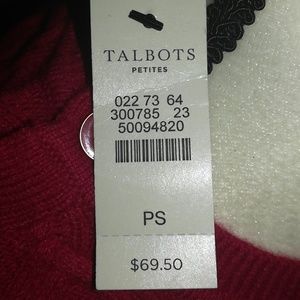 TALBOTS
PETITES
022 73 64
300785 23
50094820
PS
$69.50